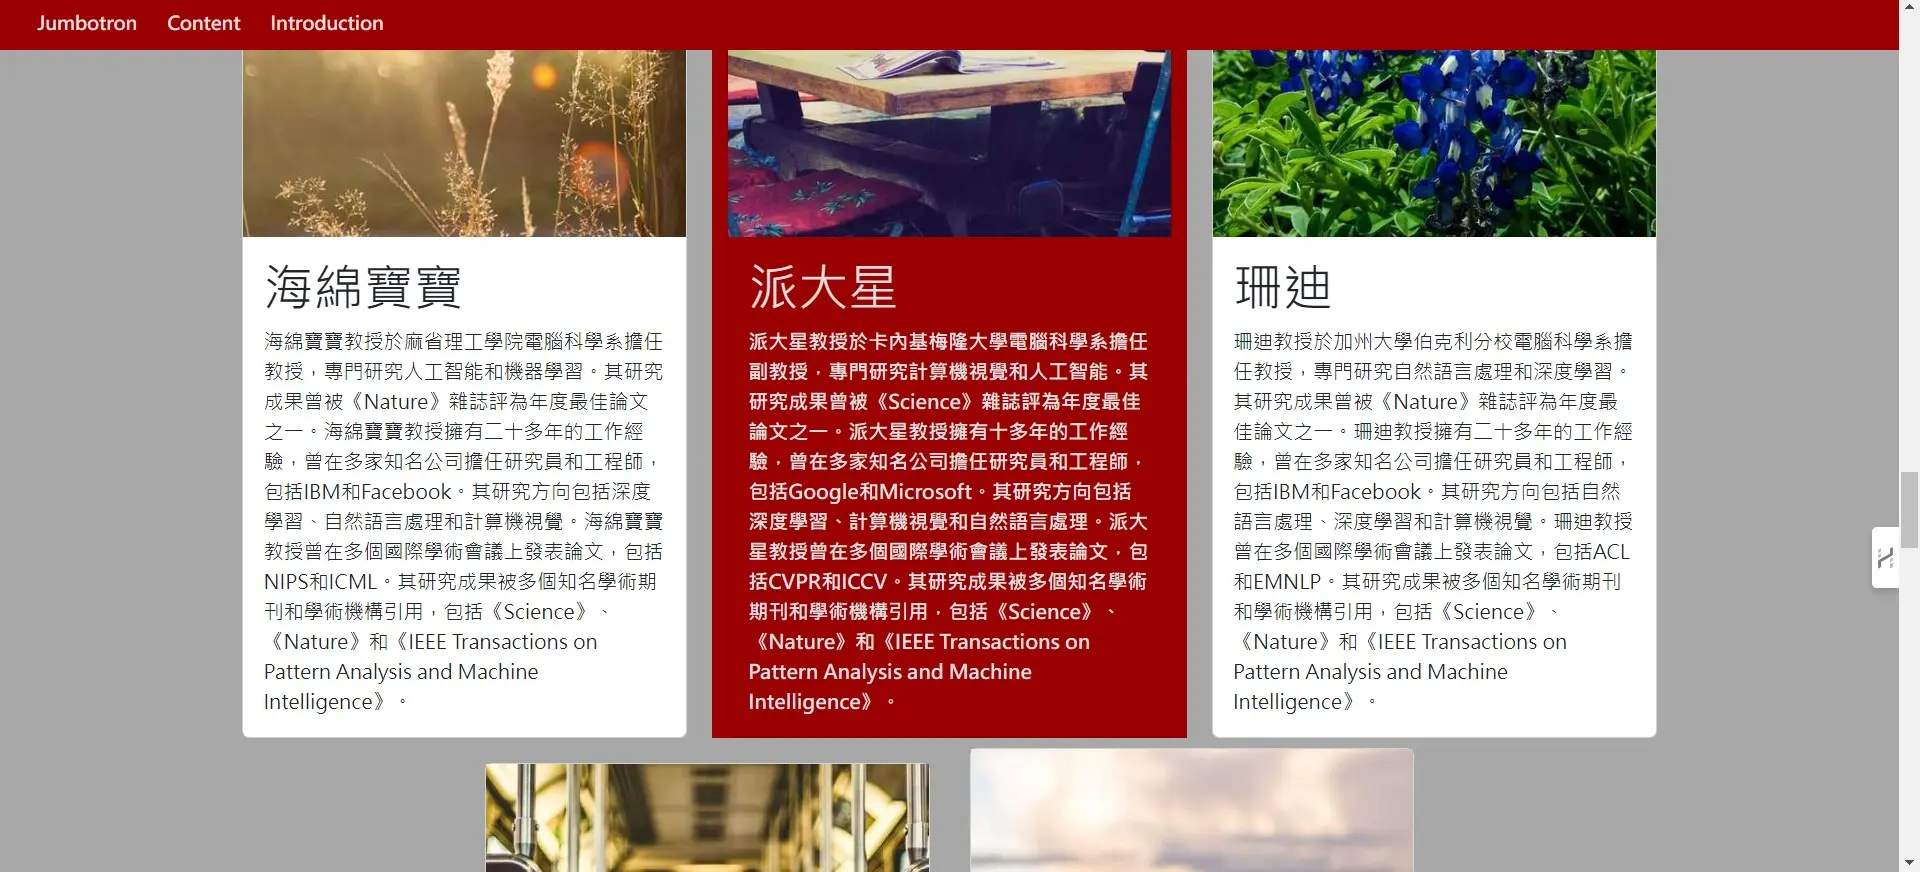 Jumbotron Content Introduction
海綿寶寶
海綿寶寶教授於麻省理工學院電腦科學系擔任
教授，專門研究人工智能和機器學習。其研究
成果曾被《Nature》雜誌評為年度最佳論文
之一。海綿寶寶教授擁有二十多年的工作經
驗，曾在多家知名公司擔任研究員和工程師，
包括IBM和Facebook。其研究方向包括深度
學習、自然語言處理和計算機視覺。海綿寶寶
教授曾在多個國際學術會議上發表論文，包括
NIPS和ICML。其研究成果被多個知名學術期
刊和學術機構引用，包括《Science》、
《Nature》和《IEEE Transactions on
Pattern Analysis and Machine
Intelligence》。
派大星
派大星教授於卡內基梅隆大學電腦科學系擔任
副教授，專門研究計算機視覺和人工智能。其
研究成果曾被《Science》雜誌評為年度最佳
論文之一。派大星教授擁有十多年的工作經
驗，曾在多家知名公司擔任研究員和工程師，
包括Google和Microsoft。其研究方向包括
深度學習、計算機視覺和自然語言處理。派大
星教授曾在多個國際學術會議上發表論文，包
括CVPR和ICCV。其研究成果被多個知名學術
期刊和學術機構引用，包括《Science》、
《Nature》和《IEEE Transactions on
Pattern Analysis and Machine
Intelligence》。
珊迪
珊迪教授於加州大學伯克利分校電腦科學系擔
任教授，專門研究自然語言處理和深度學習。
其研究成果曾被《Nature》雜誌評為年度最
佳論文之一。珊迪教授擁有二十多年的工作經
驗，曾在多家知名公司擔任研究員和工程師，
包括IBM和Facebook。其研究方向包括自然
語言處理、深度學習和計算機視覺。珊迪教授
曾在多個國際學術會議上發表論文，包括ACL
和EMNLP。其研究成果被多個知名學術期刊
和學術機構引用，包括《Science》、
《Nature》和《IEEE Transactions on
Pattern Analysis and Machine
Intelligence》。